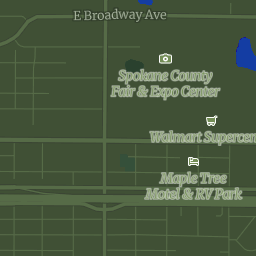 E Broadway Ave
Spokane County
Fair & Expo Center
Walmart Supercen
Maple Tree
Motel & RV Park